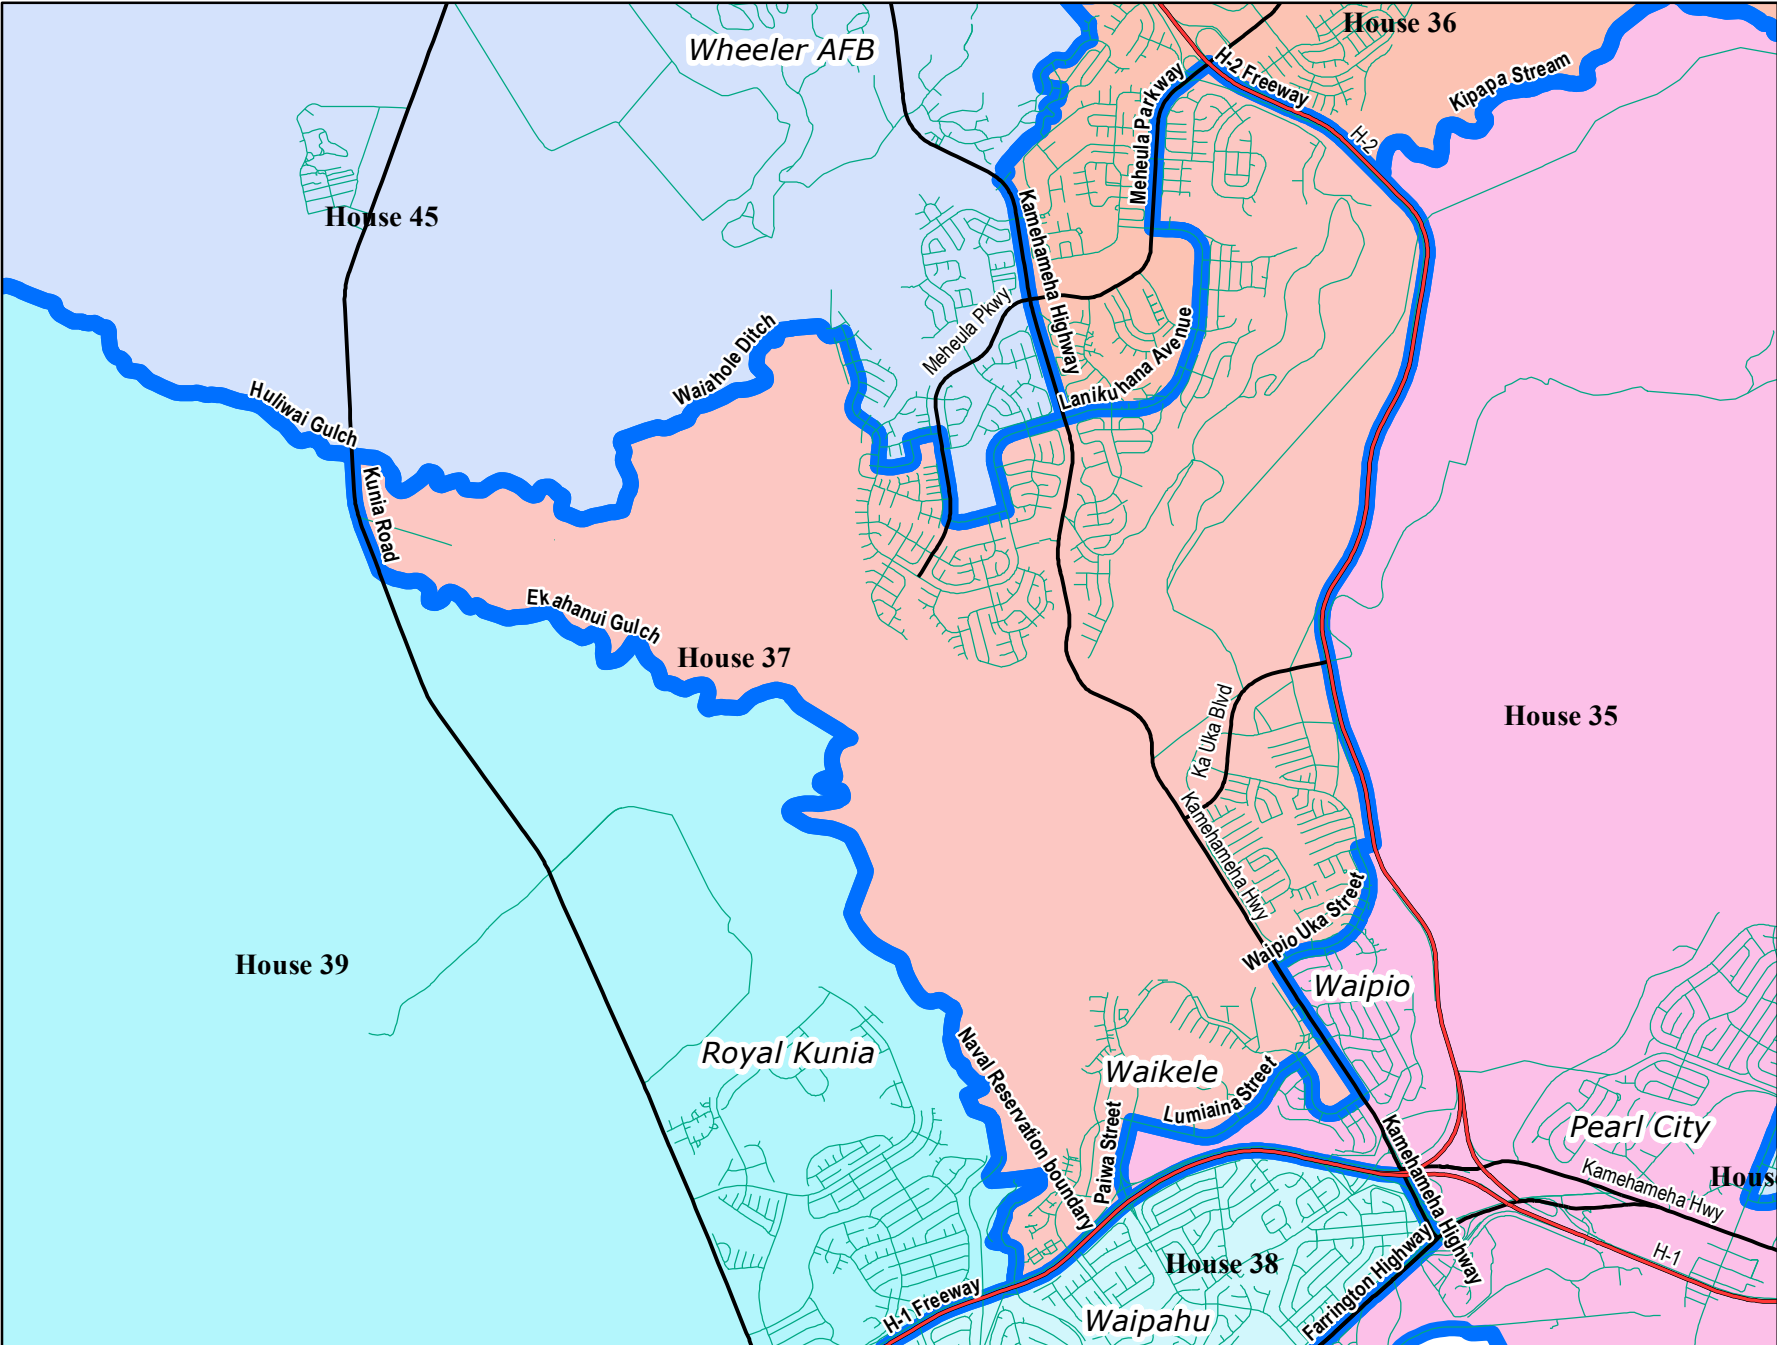 House 36
Wheeler AFB
H-2 Freeway
Kipapa Stream
Meheula Parkway
H-2
House 45
Kamehameha Highway
Meheula Pkwy
Waiahole Ditch
Lanikuhana Avenue
Huliwai Gulch
Kunia Road
Ekahanui Gulch
House 37
Ka Uka Blvd
House 35
Kamehameha Hwy
Waipio Uka Street
House 39
Waipio
Royal Kunia
Naval Reservation boundary
Waikele
Lumiaina Street
Paiwa Street
Pearl City
Kamehameha Highway
Kamehameha Hwy
Hous
H-1
House 38
Farrington Highway
H-1 Freeway
Waipahu